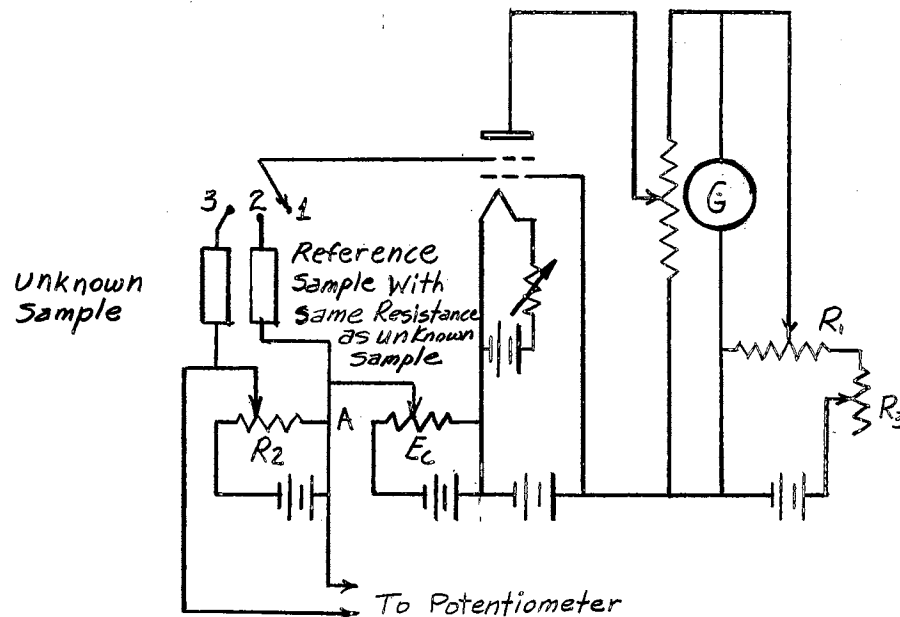 3 2 1
G
Unknown
Sample
Reference
Sample With
Same Resistance
as unknown
Sample
R1
R3
A
R2
Ec
To Potentiometer